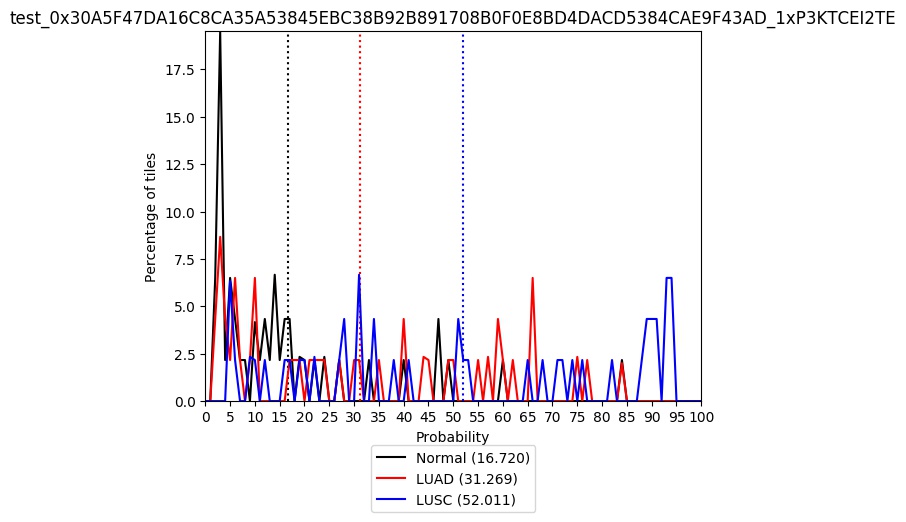 test_0x30A5F47DA16C8CA35A53845EBC38B92B891708B0F0E8BD4DACD5384CAE9F43AD_1xP3KTCEI2TE
17.5
15.0
12.5
10.0
7.5
5.0
2.5
0.0
Percentage of tiles
0 5 10 15 20 25 30 35 40 45 50 55 60 65 70 75 80 85 90 95 100
Probability
Normal (16.720)
LUAD (31.269)
LUSC (52.011)